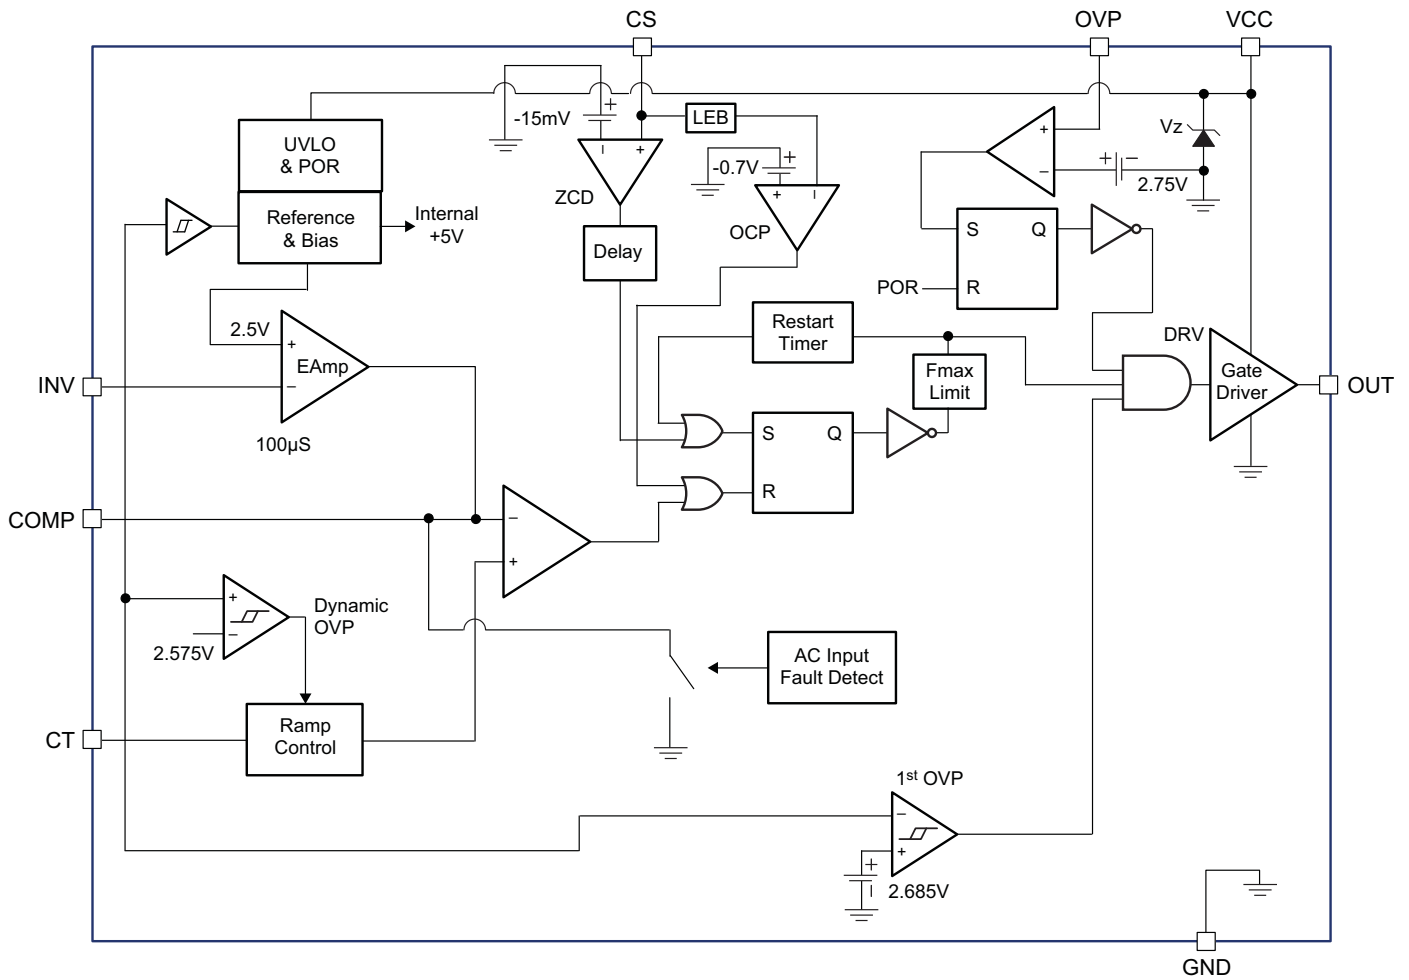 CS
OVP
VCC
-15mV
+
LEB
UVLO
& POR
− +
ZCD
-0.7V
+
+ −
OCP
+
−
+ −
2.75V
Vz
Reference
& Bias
Internal
+5V
Delay
S
Q
R
POR
2.5V
+
EAmp
−
100µS
INV
Restart
Timer
Fmax
Limit
DRV
Gate
Driver
OUT
S
Q
R
COMP
−
+
+
−
2.575V
Dynamic
OVP
AC Input
Fault Detect
CT
Ramp
Control
1st OVP
−
+
+
−
2.685V
GND